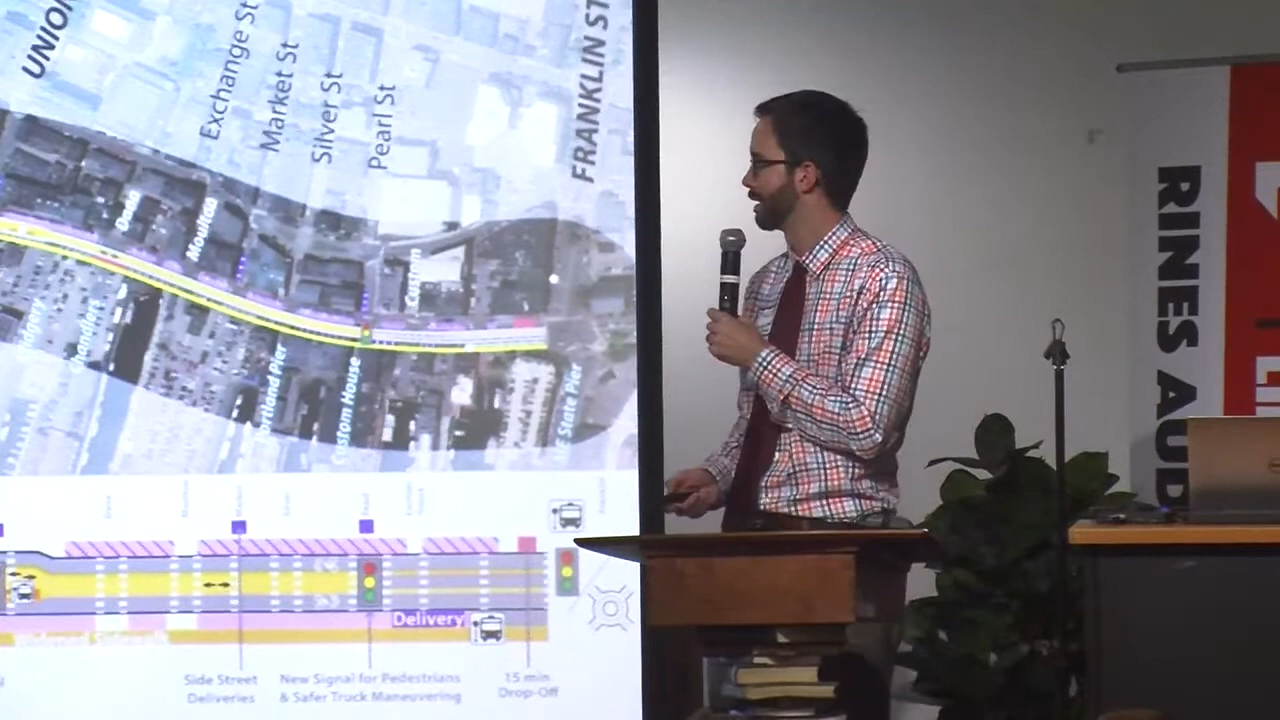 UNION
Exchange St
Market St
Silver St
Pearl St
FRANKLIN ST
Dana
Moulton
Custom
Chandlers
Portland Pier
Custom House
State Pier
Delivery
Widened Sidewalk
Side Street
Deliveries
New Signal for Pedestrians
& Safer Truck Maneuvering
15 min
Drop-Off
RINES AUD